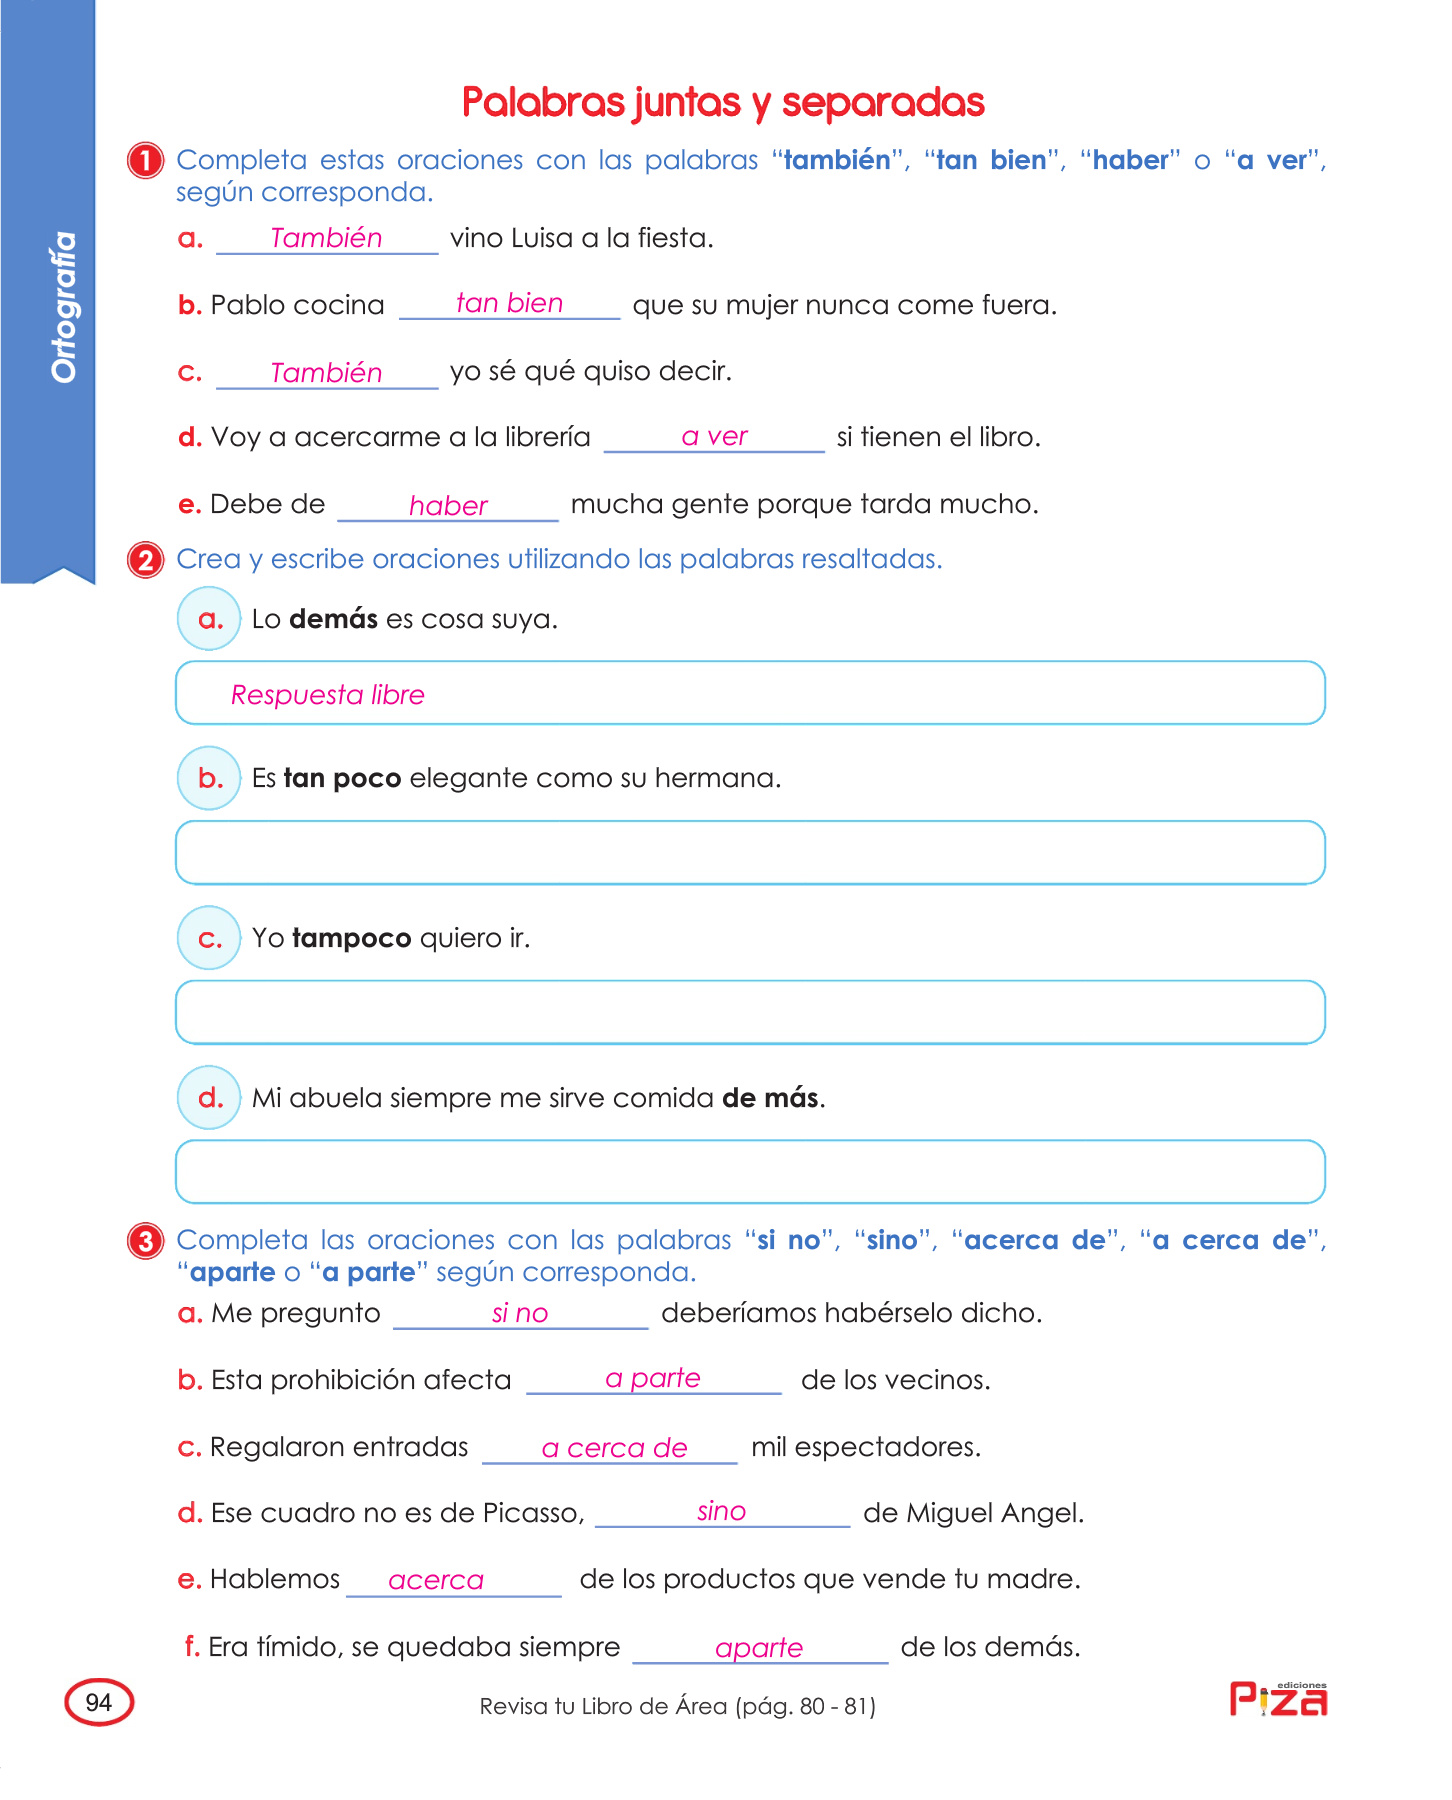 Ortografía
Palabras juntas y separadas
1 Completa estas oraciones con las palabras “también”, “tan bien”, “haber” o “a ver”,
según corresponda.
a. También vino Luisa a la fiesta.
b. Pablo cocina tan bien que su mujer nunca come fuera.
c. También yo sé qué quiso decir.
d. Voy a acercarme a la librería a ver si tienen el libro.
e. Debe de haber mucha gente porque tarda mucho.
2 Crea y escribe oraciones utilizando las palabras resaltadas.
a. Lo demás es cosa suya.
Respuesta libre
b. Es tan poco elegante como su hermana.
c. Yo tampoco quiero ir.
d. Mi abuela siempre me sirve comida de más.
3 Completa las oraciones con las palabras “si no”, “sino”, “acerca de”, “a cerca de”,
“aparte o “a parte” según corresponda.
a. Me pregunto si no deberíamos habérselo dicho.
b. Esta prohibición afecta a parte de los vecinos.
c. Regalaron entradas a cerca de mil espectadores.
d. Ese cuadro no es de Picasso, sino de Miguel Angel.
e. Hablemos acerca de los productos que vende tu madre.
f. Era tímido, se quedaba siempre aparte de los demás.
94
Revisa tu Libro de Área (pág. 80 - 81)
ediciones
Piza